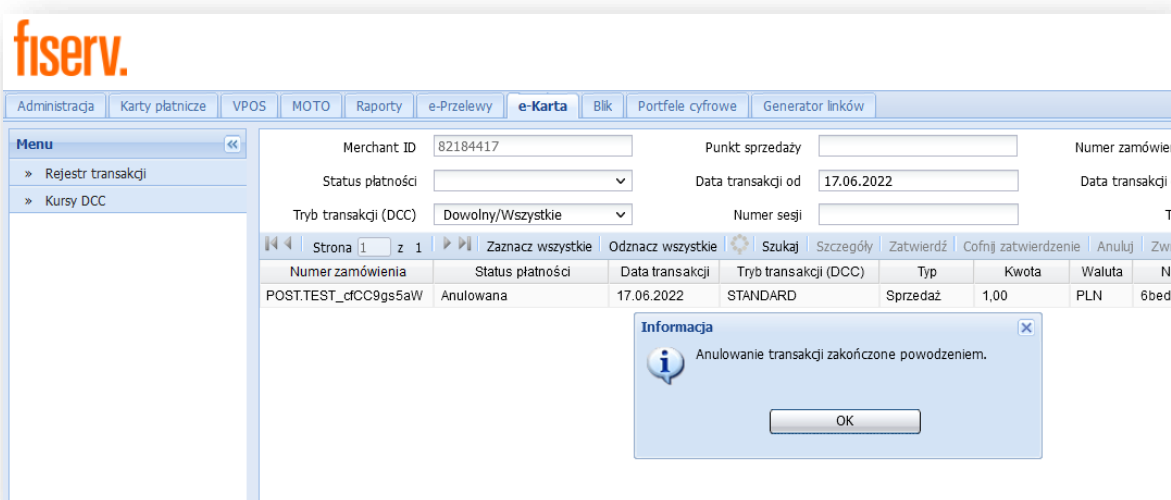 fiserv.
Administracja Karty płatnicze VPOS MOTO Raporty e-Przelewy e-Karta Blik Portfele cyfrowe Generator linków
Menu
» Rejestr transakcji
» Kursy DCC
Merchant ID 82184417 Punkt sprzedaży Numer zamówie
Status płatności Data transakcji od 17.06.2022 Data transakcji
Tryb transakcji (DCC) Dowolny/Wszystkie Numer sesji T
Strona 1 z 1 Zaznacz wszystkie Odznacz wszystkie Szukaj Szczegóły Zatwierdź Cofnij zatwierdzenie Anuluj Zw
Numer zamówienia Status płatności Data transakcji Tryb transakcji (DCC) Typ Kwota Waluta N
POST.TEST_cfCC9gs5aW Anulowana 17.06.2022 STANDARD Sprzedaż 1,00 PLN 6bed
Informacja
Anulowanie transakcji zakończone powodzeniem.
OK